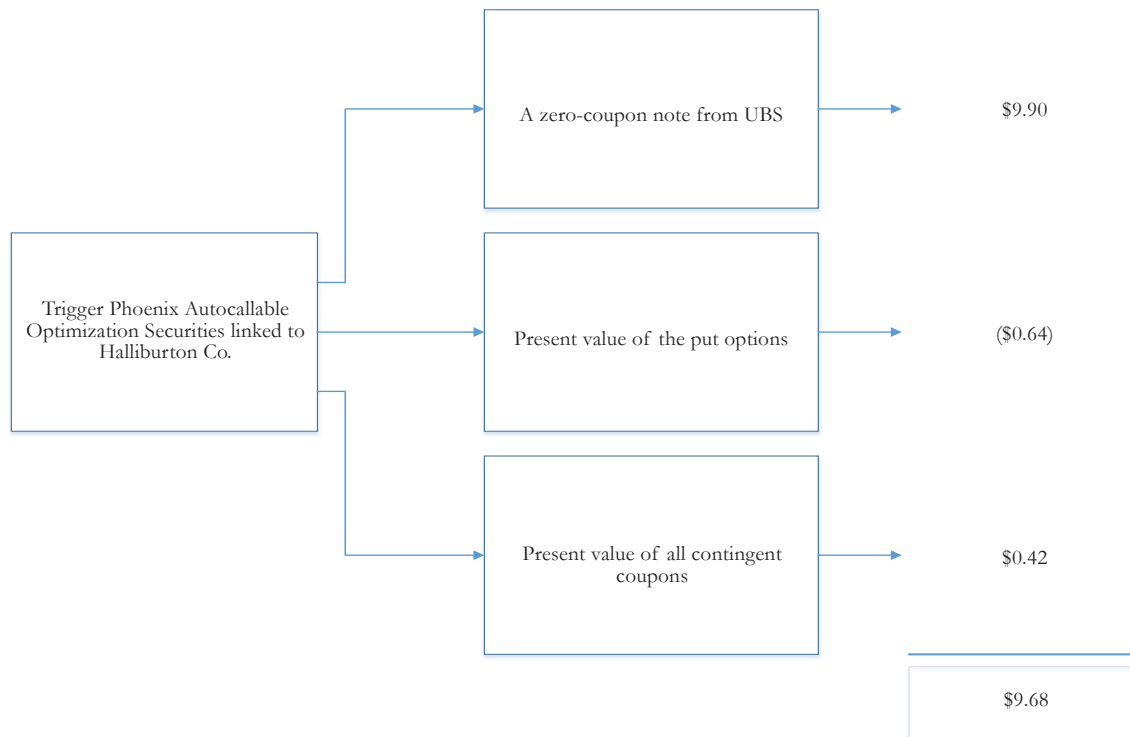 A zero-coupon note from UBS
$9.90
Trigger Phoenix Autocallable
Optimization Securities linked to
Halliburton Co.
Present value of the put options
($0.64)
Present value of all contingent
coupons
$0.42
$9.68